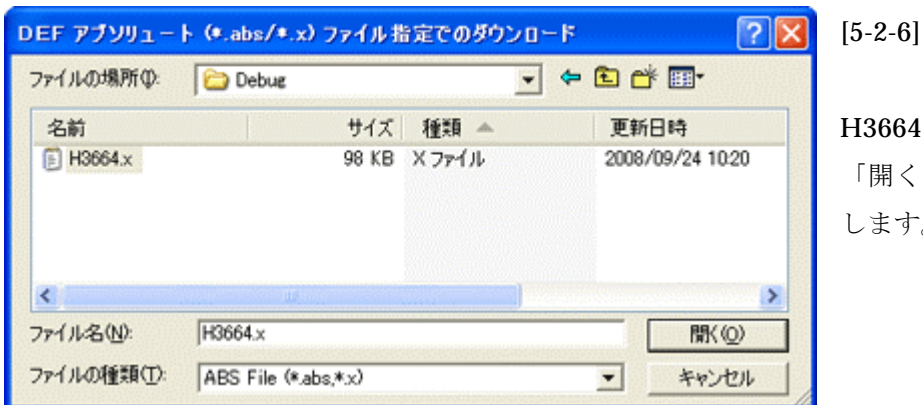 DEF アブソリュート (*.abs/*.x) ファイル指定でのダウンロード
ファイルの場所(I):
Debug
名前 サイズ 種類 更新日時
H3664.x 98 KB X ファイル 2008/09/24 10:20
ファイル名(N):
H3664.x
開く(O)
ファイルの種類(T):
ABS File (*.abs,*.x)
キャンセル
[5-2-6]
H3664
「開く
します。